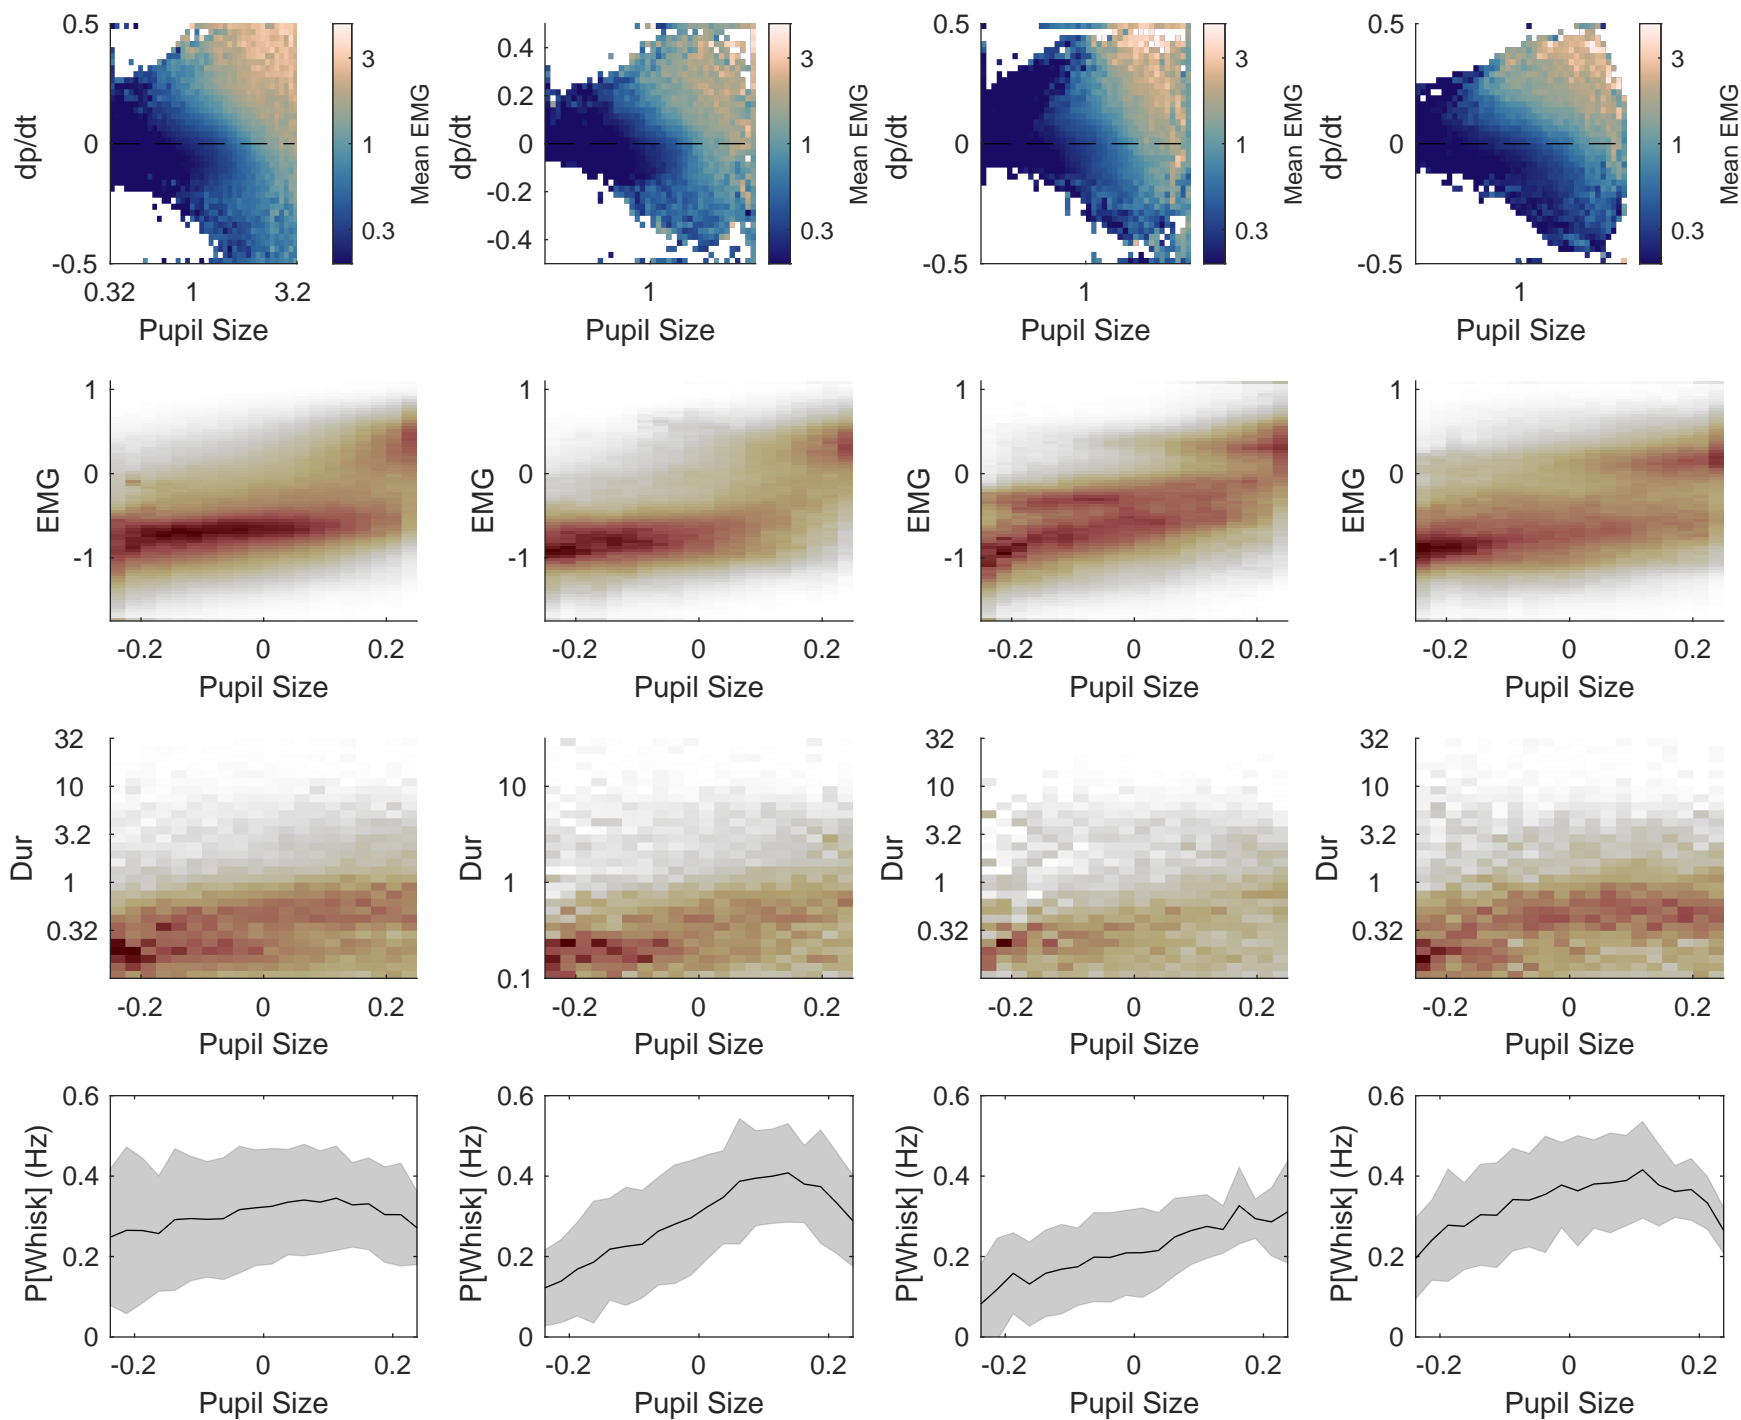 0.5 0 -0.5 dp/dt 0.32 1 3.2 Pupil Size 3 1 0.3 Mean EMG
0.4 0.2 0 -0.2 -0.4 dp/dt 1 Pupil Size 3 1 0.3 Mean EMG
0.5 0 -0.5 dp/dt 1 Pupil Size 3 1 0.3 Mean EMG
0.5 0 -0.5 dp/dt 1 Pupil Size 3 1 0.3 Mean EMG
1 0 -1 EMG -0.2 0 0.2 Pupil Size
1 0 -1 EMG -0.2 0 0.2 Pupil Size
1 0 -1 EMG -0.2 0 0.2 Pupil Size
1 0 -1 EMG -0.2 0 0.2 Pupil Size
32 10 3.2 1 0.32 Dur -0.2 0 0.2 Pupil Size
10 1 0.1 Dur -0.2 0 0.2 Pupil Size
32 10 3.2 1 0.32 Dur -0.2 0 0.2 Pupil Size
32 10 3.2 1 0.32 Dur -0.2 0 0.2 Pupil Size
0.6 0.4 0.2 0 P[Whisk] (Hz) -0.2 0 0.2 Pupil Size
0.6 0.4 0.2 0 P[Whisk] (Hz) -0.2 0 0.2 Pupil Size
0.6 0.4 0.2 0 P[Whisk] (Hz) -0.2 0 0.2 Pupil Size
0.6 0.4 0.2 0 P[Whisk] (Hz) -0.2 0 0.2 Pupil Size